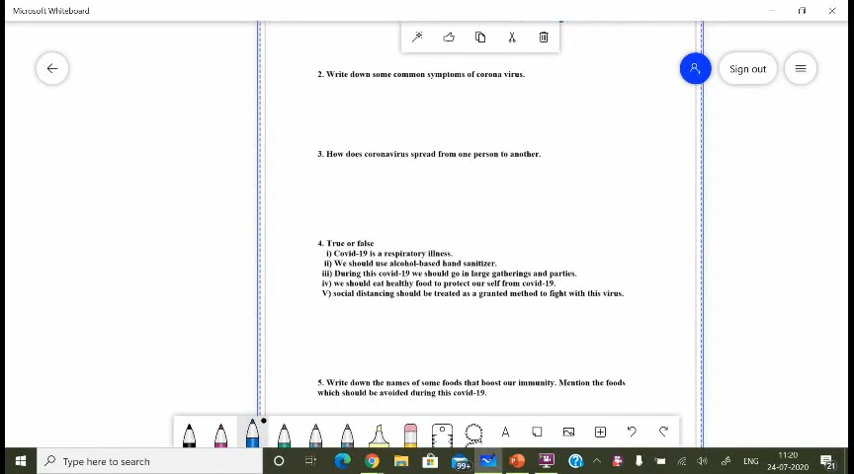 Microsoft Whiteboard
Sign out
2. Write down some common symptoms of corona virus.
3. How does coronavirus spread from one person to another.
4. True or false
i) Covid-19 is a respiratory illness.
ii) We should use alcohol-based hand sanitizer.
iii) During this covid-19 we should go in large gatherings and parties.
iv) we should eat healthy food to protect our self from covid-19.
V) social distancing should be treated as a granted method to fight with this virus.
5. Write down the names of some foods that boost our immunity. Mention the foods
which should be avoided during this covid-19.
A
Type here to search
99+
ENG
11:20
24-07-2020
21